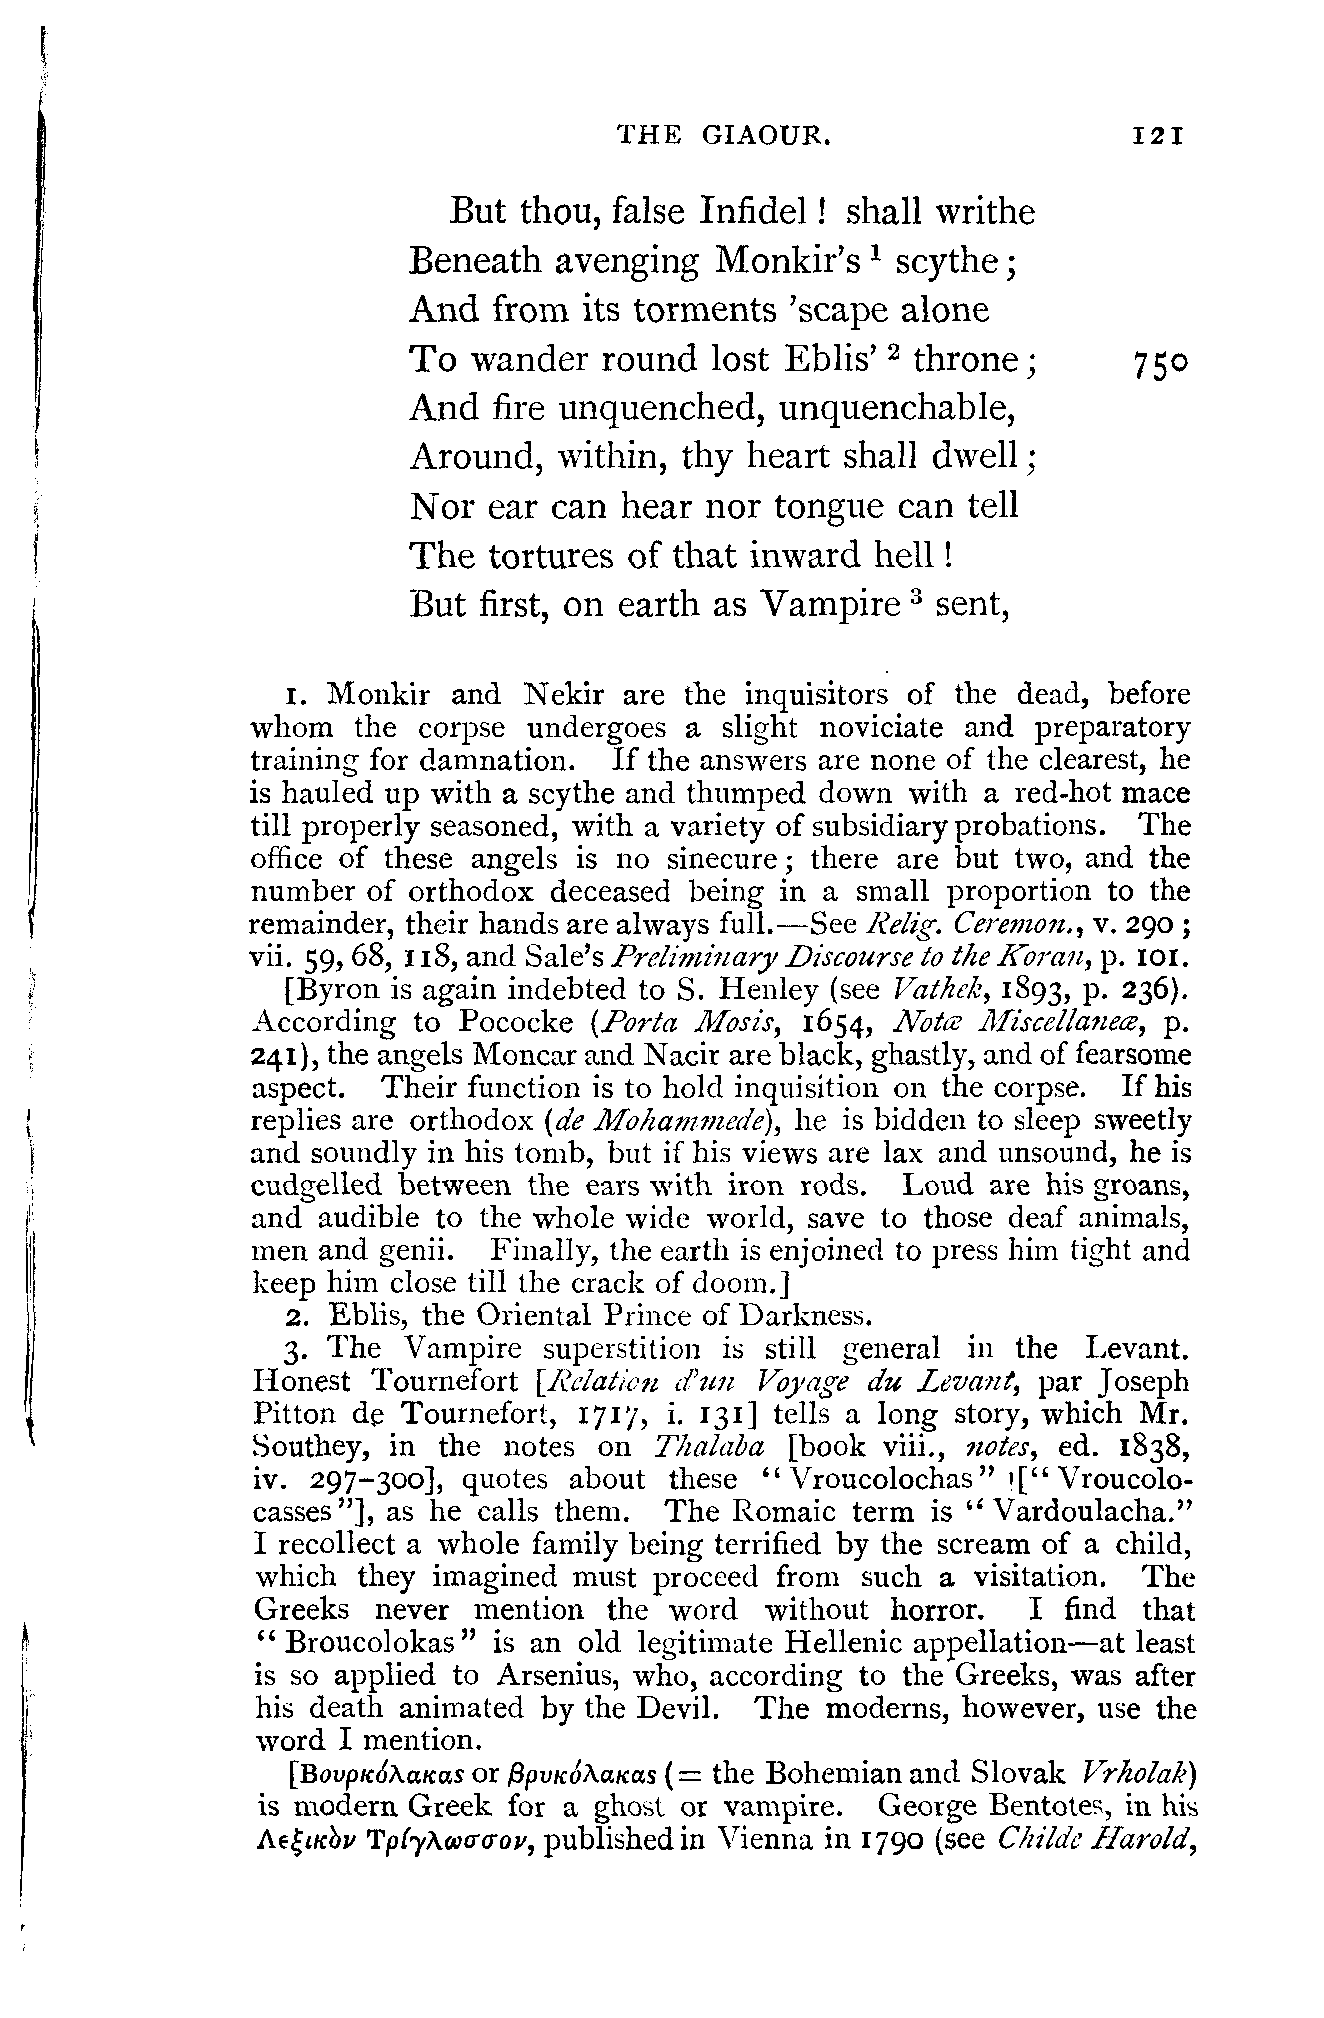 THE GIAOUR. 121
But thou, false Infidel! shall writhe
Beneath avenging Monkir's ¹ scythe;
And from its torments 'scape alone
To wander round lost Eblis' ² throne; 750
And fire unquenched, unquenchable,
Around, within, thy heart shall dwell;
Nor ear can hear nor tongue can tell
The tortures of that inward hell!
But first, on earth as Vampire ³ sent,
1. Monkir and Nekir are the inquisitors of the dead, before
whom the corpse undergoes a slight noviciate and preparatory
training for damnation. If the answers are none of the clearest, he
is hauled up with a scythe and thumped down with a red-hot mace
till properly seasoned, with a variety of subsidiary probations. The
office of these angels is no sinecure; there are but two, and the
number of orthodox deceased being in a small proportion to the
remainder, their hands are always full.—See Relig. Ceremon., v. 290;
vii. 59, 68, 118, and Sale's Preliminary Discourse to the Koran, p. 101.
[Byron is again indebted to S. Henley (see Vathek, 1893, p. 236).
According to Pococke (Porta Mosis, 1654, Notæ Miscellaneæ, p.
241), the angels Moncar and Nacir are black, ghastly, and of fearsome
aspect. Their function is to hold inquisition on the corpse. If his
replies are orthodox (de Mohammede), he is bidden to sleep sweetly
and soundly in his tomb, but if his views are lax and unsound, he is
cudgelled between the ears with iron rods. Loud are his groans,
and audible to the whole wide world, save to those deaf animals,
men and genii. Finally, the earth is enjoined to press him tight and
keep him close till the crack of doom.]
2. Eblis, the Oriental Prince of Darkness.
3. The Vampire superstition is still general in the Levant.
Honest Tournefort [Relation d'un Voyage du Levant, par Joseph
Pitton de Tournefort, 1717, i. 131] tells a long story, which Mr.
Southey, in the notes on Thalaba [book viii., notes, ed. 1838,
iv. 297-300], quotes about these "Vroucolochas" ["Vroucolo-
casses"], as he calls them. The Romaic term is "Vardoulacha."
I recollect a whole family being terrified by the scream of a child,
which they imagined must proceed from such a visitation. The
Greeks never mention the word without horror. I find that
"Broucolokas" is an old legitimate Hellenic appellation—at least
is so applied to Arsenius, who, according to the Greeks, was after
his death animated by the Devil. The moderns, however, use the
word I mention.
[Βουρκόλακας or βρυκόλακας (= the Bohemian and Slovak Vrholak)
is modern Greek for a ghost or vampire. George Bentotes, in his
Λεξικὸν Τρίγλωσσον, published in Vienna in 1790 (see Childe Harold,